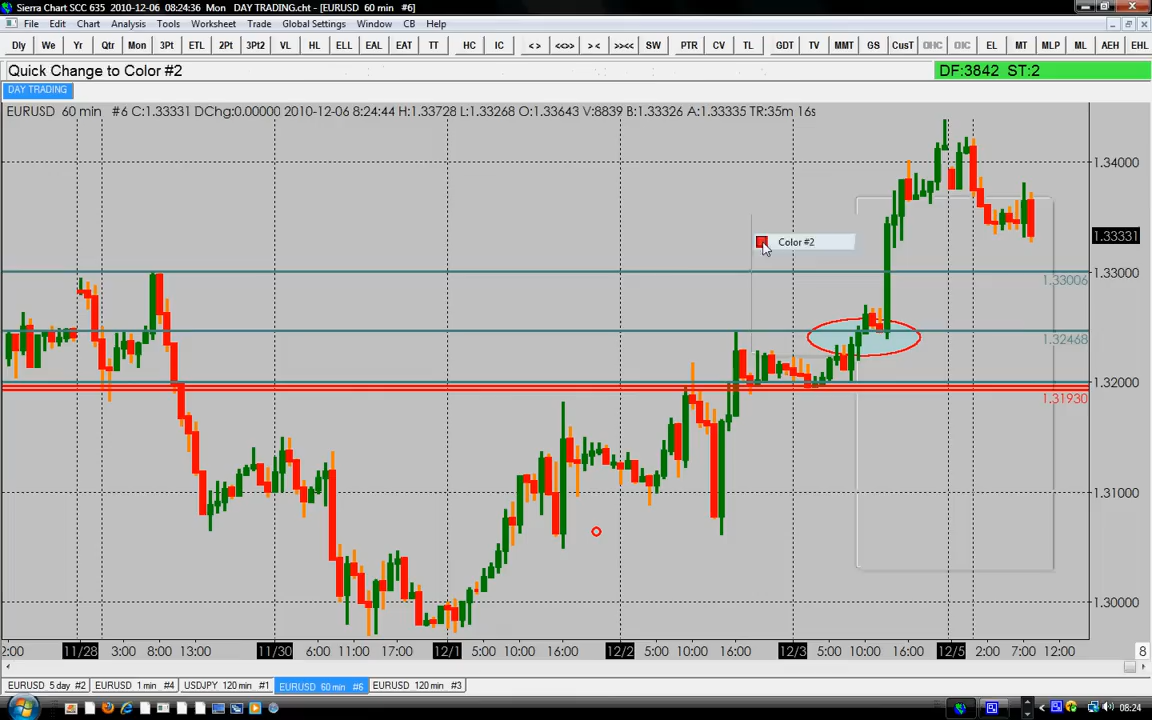 Sierra Chart SCC 635 2010-12-06 08:24:36 Mon DAY TRADING.cht - [EURUSD 60 min #6]
File Edit Chart Analysis Tools Worksheet Trade Global Settings Window CB Help
Dly We Yr Qtr Mon 3Pt ETL 2Pt 3Pt2 VL HL ELL EAL EAT TT HC IC < > <<>> > < >><< SW PTR CV TL GDT TV MMT GS CusT OHC OIC EL MT MLP ML AEH EHL
Quick Change to Color #2
DF:3842 ST:2
DAY TRADING
EURUSD 60 min #6 C:1.33331 DChg:0.00000 2010-12-06 8:24:44 H:1.33728 L:1.33268 O:1.33643 V:8839 B:1.33326 A:1.33335 TR:35m 16s
1.34000
Color #2
1.33331
1.33000
1.33006
1.32468
1.32000
1.31930
1.31000
1.30000
2:00 11/28 3:00 8:00 13:00 11/30 6:00 11:00 17:00 12/1 5:00 10:00 16:00 12/2 5:00 10:00 16:00 12/3 5:00 10:00 16:00 12/5 2:00 7:00 12:00 8
EURUSD 5 day #2 EURUSD 1 min #4 USDJPY 120 min #1 EURUSD 60 min #6 EURUSD 120 min #3
08:24